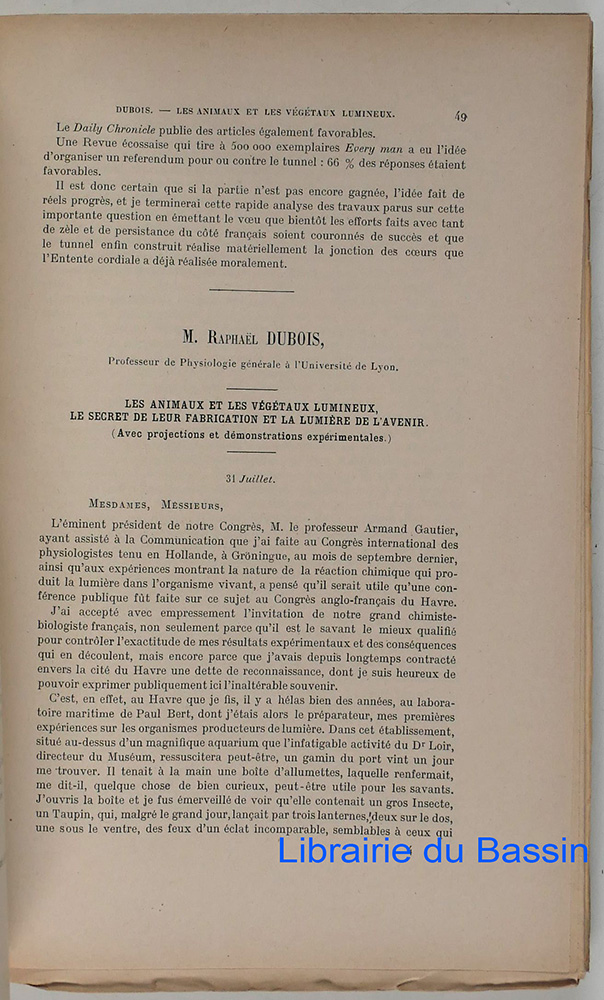 DUBOIS. — LES ANIMAUX ET LES VÉGÉTAUX LUMINEUX. 49
Le Daily Chronicle publie des articles également favorables.
Une Revue écossaise qui tire à 500 000 exemplaires Every man a eu l'idée
d'organiser un referendum pour ou contre le tunnel : 66 % des réponses étaient
favorables.
Il est donc certain que si la partie n'est pas encore gagnée, l'idée fait de
réels progrès, et je terminerai cette rapide analyse des travaux parus sur cette
importante question en émettant le vœu que bientôt les efforts faits avec tant
de zèle et de persistance du côté français soient couronnés de succès et que
le tunnel enfin construit réalise matériellement la jonction des cœurs que
l'Entente cordiale a déjà réalisée moralement.
M. RAPHAËL DUBOIS,
Professeur de Physiologie générale à l'Université de Lyon.
LES ANIMAUX ET LES VÉGÉTAUX LUMINEUX,
LE SECRET DE LEUR FABRICATION ET LA LUMIÈRE DE L'AVENIR.
(Avec projections et démonstrations expérimentales.)
31 Juillet.
MESDAMES, MESSIEURS,
L'éminent président de notre Congrès, M. le professeur Armand Gautier,
ayant assisté à la Communication que j'ai faite au Congrès international des
physiologistes tenu en Hollande, à Gröningue, au mois de septembre dernier,
ainsi qu'aux expériences montrant la nature de la réaction chimique qui pro-
duit la lumière dans l'organisme vivant, a pensé qu'il serait utile qu'une con-
férence publique fût faite sur ce sujet au Congrès anglo-français du Havre.
J'ai accepté avec empressement l'invitation de notre grand chimiste-
biologiste français, non seulement parce qu'il est le savant le mieux qualifié
pour contrôler l'exactitude de mes résultats expérimentaux et des conséquences
qui en découlent, mais encore parce que j'avais depuis longtemps contracté
envers la cité du Havre une dette de reconnaissance, dont je suis heureux de
pouvoir exprimer publiquement ici l'inaltérable souvenir.
C'est, en effet, au Havre que je fis, il y a hélas bien des années, au labora-
toire maritime de Paul Bert, dont j'étais alors le préparateur, mes premières
expériences sur les organismes producteurs de lumière. Dans cet établissement,
situé au-dessus d'un magnifique aquarium que l'infatigable activité du Dr Loir,
directeur du Muséum, ressuscitera peut-être, un gamin du port vint un jour
me trouver. Il tenait à la main une boîte d'allumettes, laquelle renfermait,
me dit-il, quelque chose de bien curieux, peut-être utile pour les savants.
J'ouvris la boîte et je fus émerveillé de voir qu'elle contenait un gros Insecte,
un Taupin, qui, malgré le grand jour, lançait par trois lanternes, deux sur le dos,
une sous le ventre, des feux d'un éclat incomparable, semblables à ceux qui
Librairie du Bassin